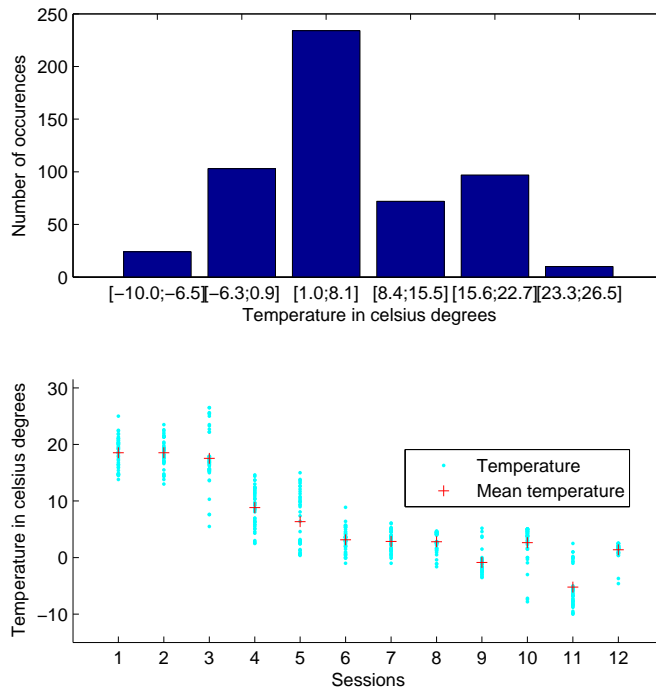 250
200
150
100
50
0
Number of occurences
[−10.0;−6.5] [−6.3;0.9] [1.0;8.1] [8.4;15.5] [15.6;22.7] [23.3;26.5]
Temperature in celsius degrees
30
20
10
0
−10
Temperature in celsius degrees
Temperature
Mean temperature
1 2 3 4 5 6 7 8 9 10 11 12
Sessions